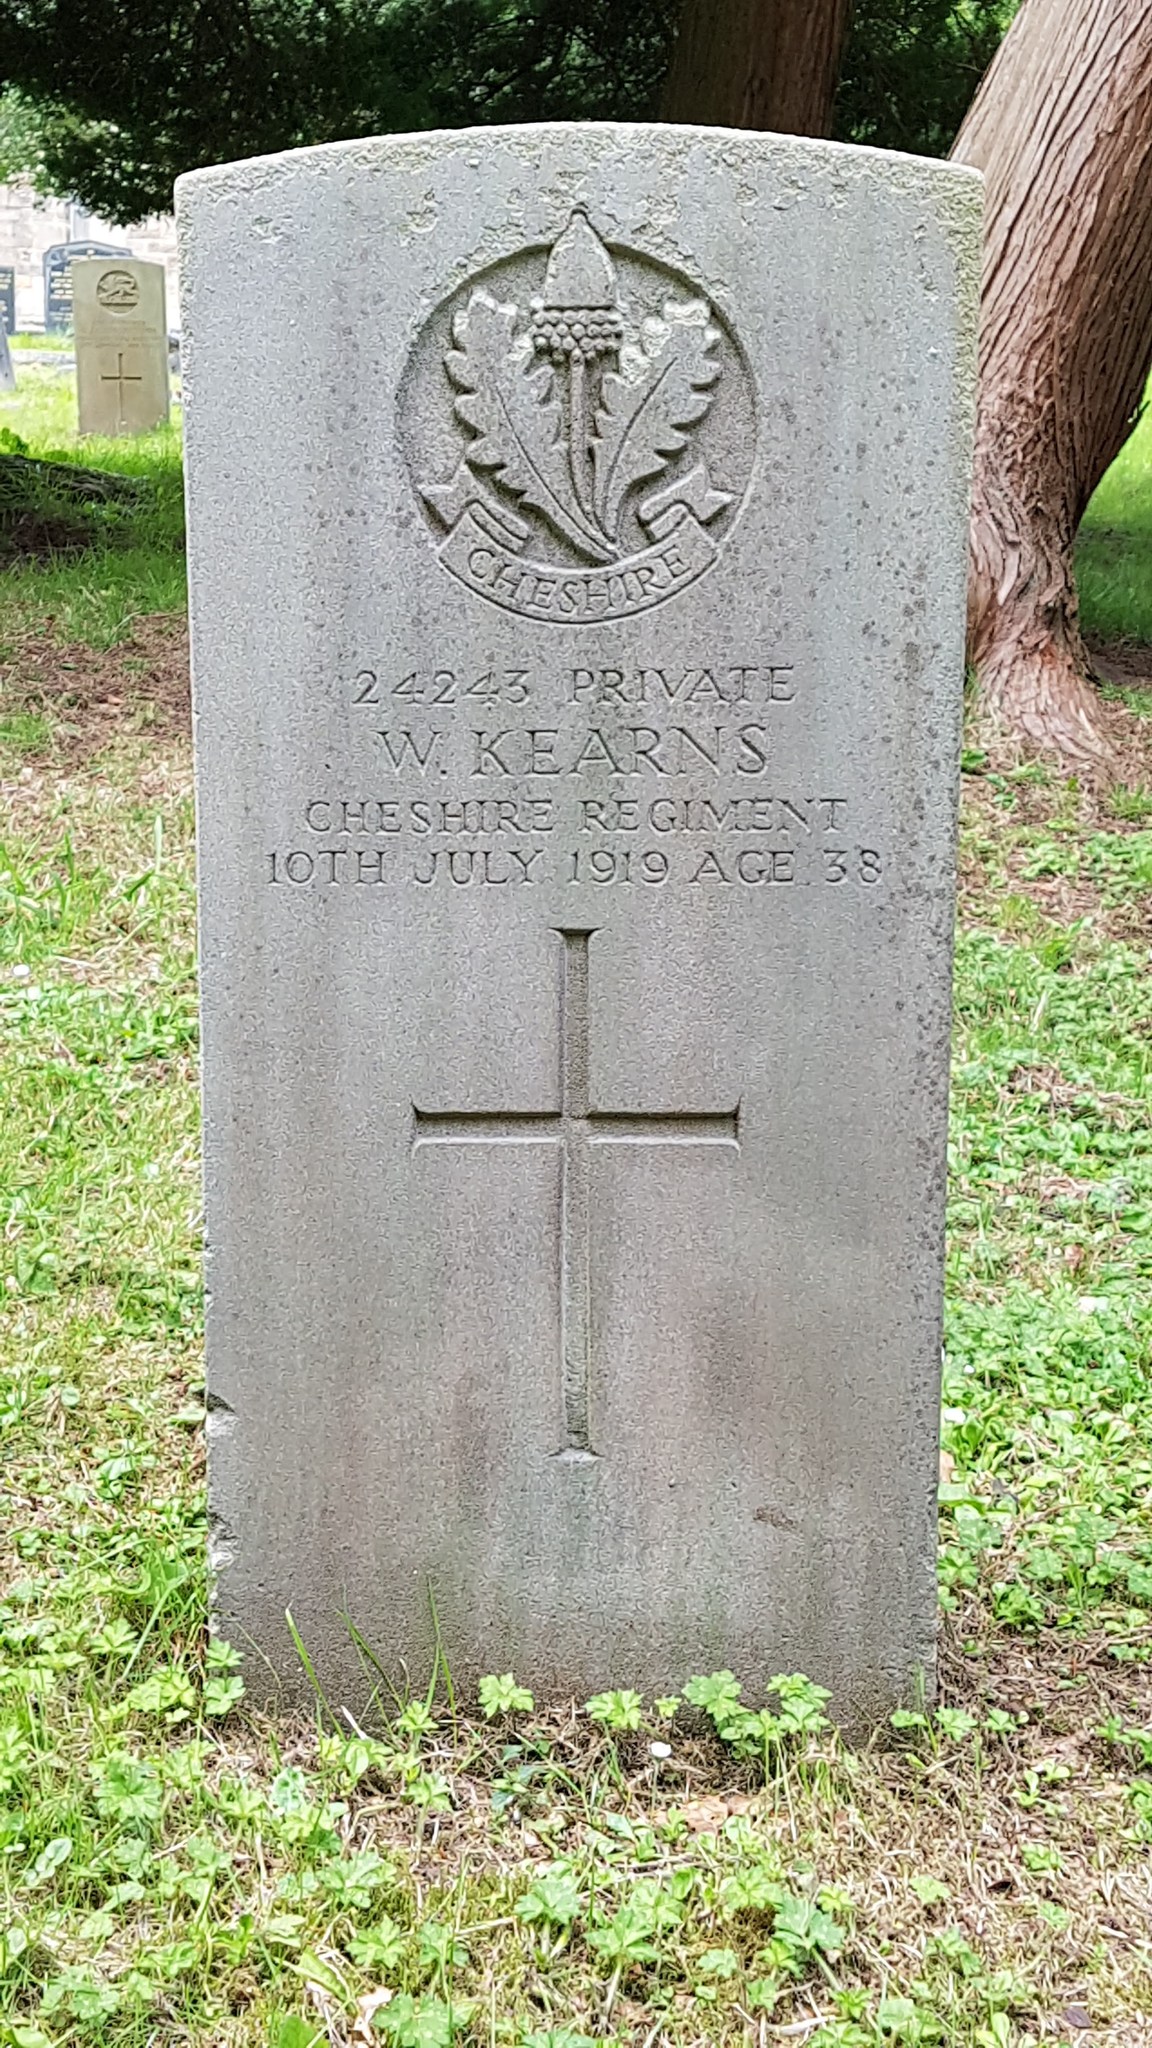 CHESHIRE
24243 PRIVATE
W. KEARNS
CHESHIRE REGIMENT
10TH JULY 1919 AGE 38